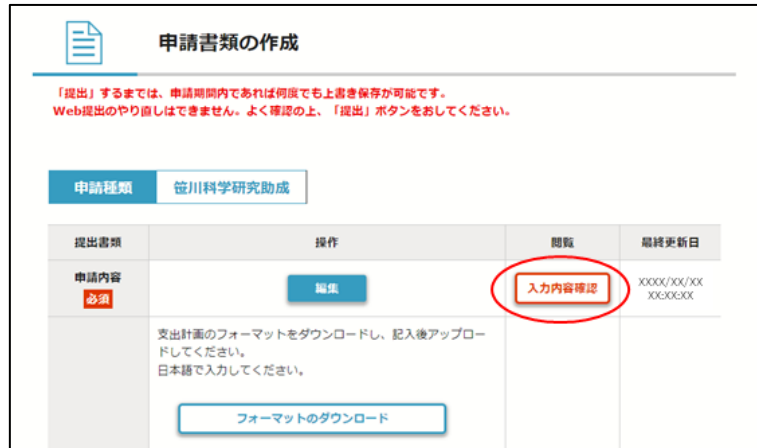 申請書類の作成
「提出」するまでは、申請期間内であれば何度でも上書き保存が可能です。
Web提出のやり直しはできません。よく確認の上、「提出」ボタンをおしてください。
申請種類 笹川科学研究助成
提出書類 操作 閲覧 最終更新日
申請内容
必須
編集
入力内容確認
XXXX/XX/XX
XX:XX:XX
支出計画のフォーマットをダウンロードし、記入後アップロー
ドしてください。
日本語で入力してください。
フォーマットのダウンロード